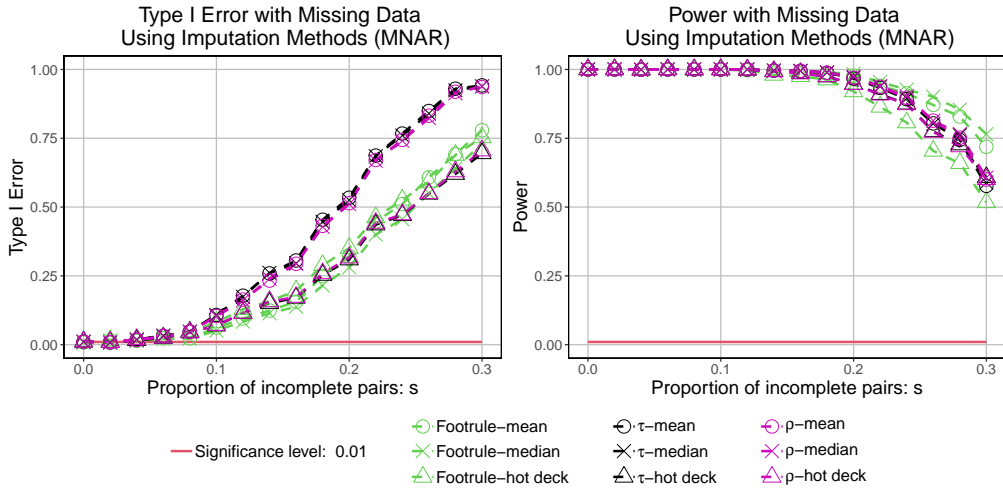 Type I Error with Missing Data
Using Imputation Methods (MNAR)
Type I Error
1.00
0.75
0.50
0.25
0.00
0.0
0.1
0.2
0.3
Proportion of incomplete pairs: s
Power with Missing Data
Using Imputation Methods (MNAR)
Power
1.00
0.75
0.50
0.25
0.00
0.0
0.1
0.2
0.3
Proportion of incomplete pairs: s
Significance level: 0.01
Footrule−mean
Footrule−median
Footrule−hot deck
τ−mean
τ−median
τ−hot deck
ρ−mean
ρ−median
ρ−hot deck